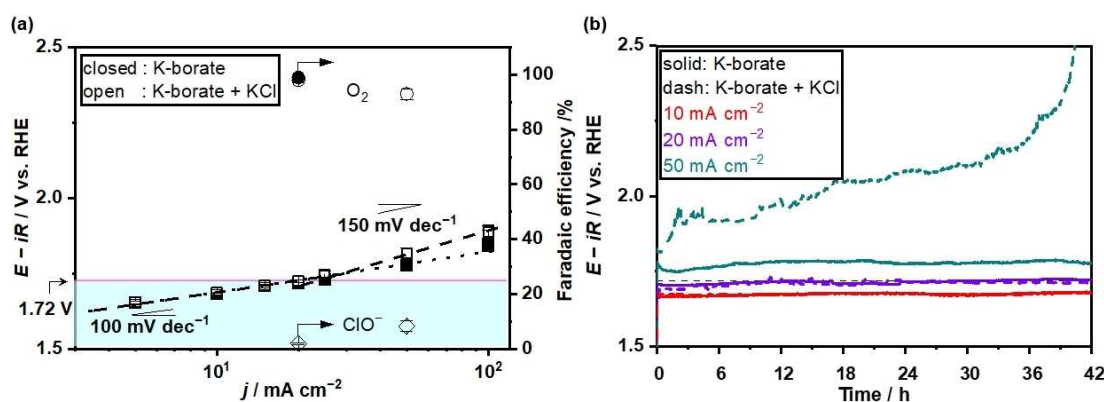 (a)
closed : K-borate
open : K-borate + KCl
O₂
150 mV dec⁻¹
1.72 V
100 mV dec⁻¹
ClO⁻
2.5
2.0
1.5
E − iR / V vs. RHE
100
80
60
40
20
0
Faradaic efficiency /%
10¹
10²
j / mA cm⁻²
(b)
solid: K-borate
dash: K-borate + KCl
10 mA cm⁻²
20 mA cm⁻²
50 mA cm⁻²
2.5
2.0
1.5
E − iR / V vs. RHE
0
6
12
18
24
30
36
42
Time / h